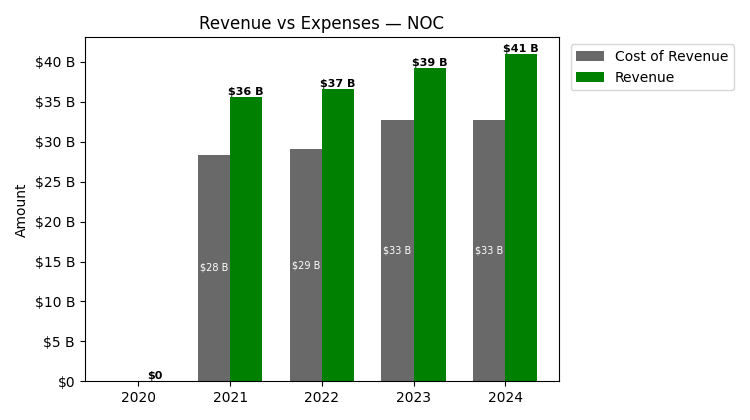 Revenue vs Expenses — NOC
Cost of Revenue
Revenue
Amount
$40 B
$35 B
$30 B
$25 B
$20 B
$15 B
$10 B
$5 B
$0
$0
$36 B
$37 B
$39 B
$41 B
$28 B
$29 B
$33 B
$33 B
2020
2021
2022
2023
2024